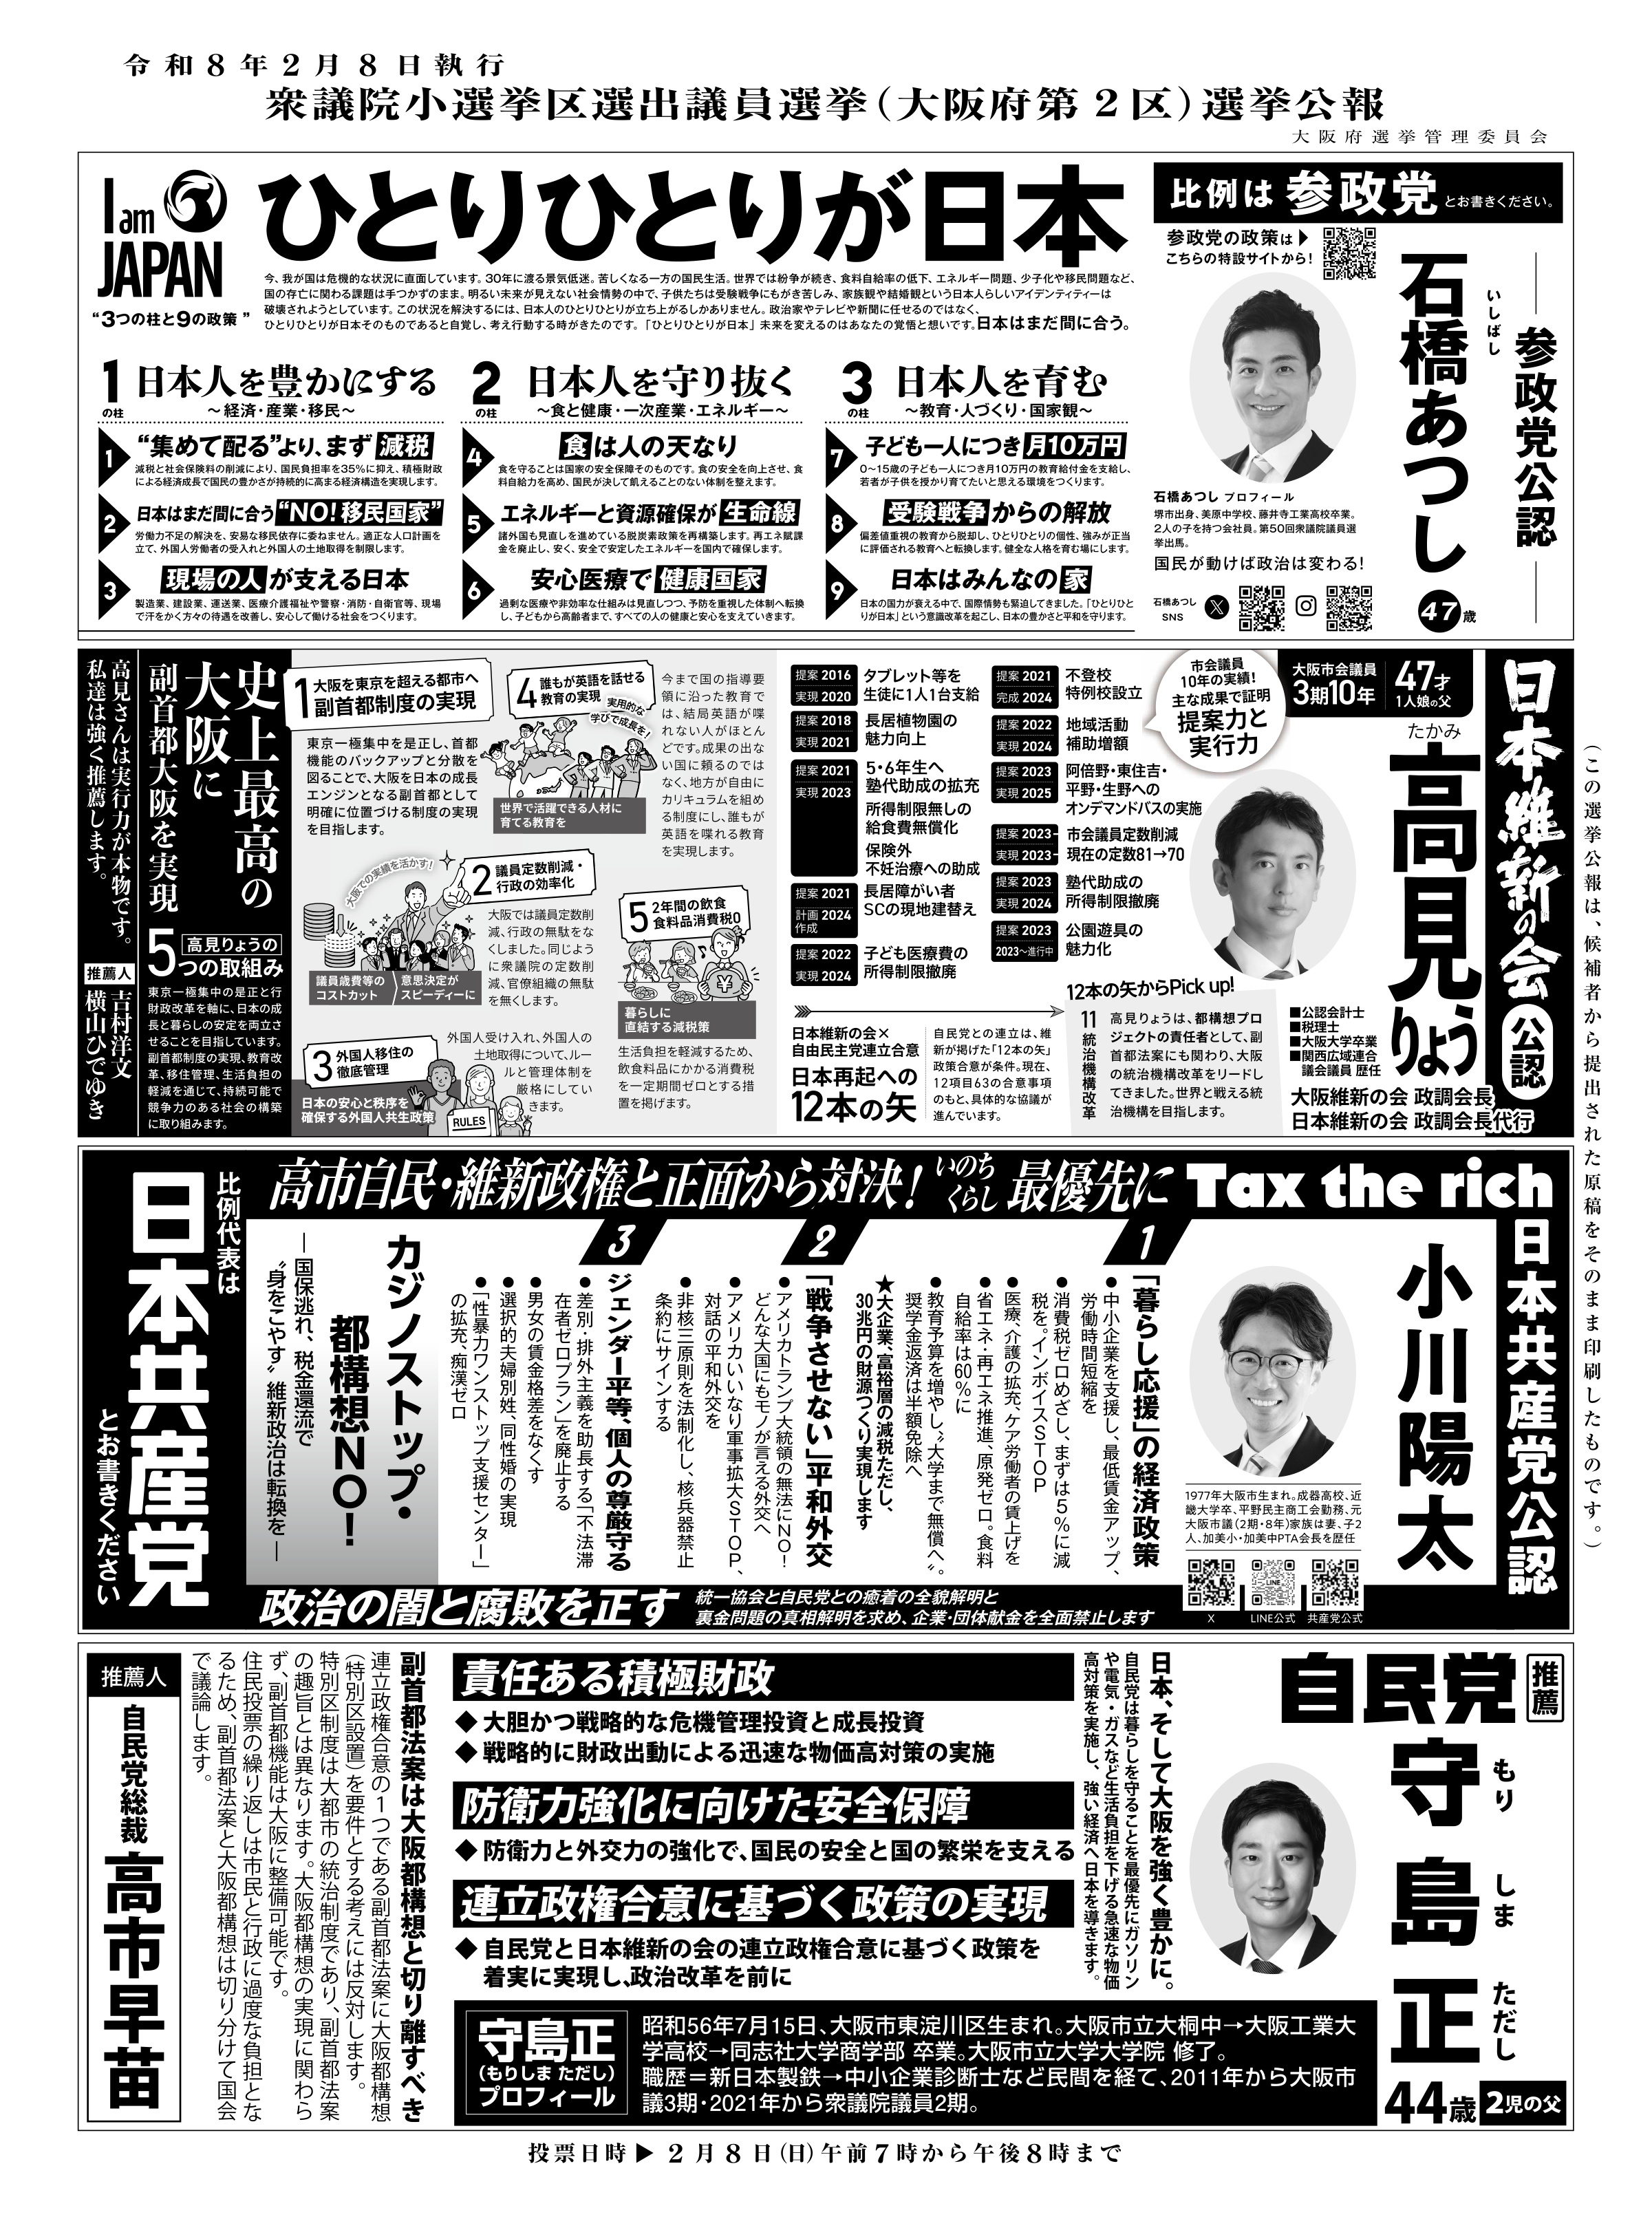 令和8年2月8日執行
衆議院小選挙区選出議員選挙(大阪府第2区)選挙公報
大阪府選挙管理委員会
(この選挙公報は、候補者から提出された原稿をそのまま印刷したものです。)
I am
JAPAN
“3つの柱と9の政策”
ひとりひとりが日本
今、我が国は危機的な状況に直面しています。30年に渡る景気低迷。苦しくなる一方の国民生活。世界では紛争が続き、食料自給率の低下、エネルギー問題、少子化や移民問題など、
国の存亡に関わる課題は手つかずのまま。明るい未来が見えない社会情勢の中で、子供たちは受験戦争にもがき苦しみ、家族観や結婚観という日本人らしいアイデンティティーは
破壊されようとしています。この状況を解決するには、日本人のひとりひとりが立ち上がるしかありません。政治家やテレビや新聞に任せるのではなく、
ひとりひとりが日本そのものであると自覚し、考え行動する時がきたのです。「ひとりひとりが日本」未来を変えるのはあなたの覚悟と想いです。日本はまだ間に合う。
1の柱 日本人を豊かにする
～経済・産業・移民～
1 “集めて配る”より、まず 減税
減税と社会保険料の削減により、国民負担率を35%に抑え、積極財政
による経済成長で国民の豊かさが持続的に高まる経済構造を実現します。
2 日本はまだ間に合う“NO!移民国家”
労働力不足の解決を、安易な移民依存に委ねません。適正な人口計画を
立て、外国人労働者の受入れと外国人の土地取得を制限します。
3 現場の人が支える日本
製造業、建設業、運送業、医療介護福祉や警察・消防・自衛官等、現場
で汗をかく方々の待遇を改善し、安心して働ける社会をつくります。
2の柱 日本人を守り抜く
～食と健康・一次産業・エネルギー～
4 食は人の天なり
食を守ることは国家の安全保障そのものです。食の安全を向上させ、食
料自給力を高め、国民が決して飢えることのない体制を整えます。
5 エネルギーと資源確保が生命線
諸外国も見直しを進めている脱炭素政策を再構築します。再エネ賦課
金を廃止し、安く、安全で安定したエネルギーを国内で確保します。
6 安心医療で健康国家
過剰な医療や非効率な仕組みは見直しつつ、予防を重視した体制へ転換
し、子どもから高齢者まで、すべての人の健康と安心を支えていきます。
3の柱 日本人を育む
～教育・人づくり・国家観～
7 子ども一人につき月10万円
0～15歳の子ども一人につき月10万円の教育給付金を支給し、
若者が子供を授かり育てたいと思える環境をつくります。
8 受験戦争からの解放
偏差値重視の教育から脱却し、ひとりひとりの個性、強みが正当
に評価される教育へと転換します。健全な人格を育む場にします。
9 日本はみんなの家
日本の国力が衰える中で、国際情勢も緊迫してきました。「ひとりひと
りが日本」という意識改革を起こし、日本の豊かさと平和を守ります。
比例は 参政党 とお書きください。
参政党の政策は▶
こちらの特設サイトから!
参政党公認
いしばし
石橋あつし
47歳
石橋あつし プロフィール
堺市出身、美原中学校、藤井寺工業高校卒業。
2人の子を持つ会社員。第50回衆議院議員選
挙出馬。
国民が動けば政治は変わる!
石橋あつし
SNS
日本維新の会 公認
大阪市会議員
3期10年
47才
1人娘の父
たかみ
高見りょう
市会議員
10年の実績!
主な成果で証明
提案力と
実行力
■公認会計士
■税理士
■大阪大学卒業
■関西広域連合
議会議員 歴任
大阪維新の会 政調会長
日本維新の会 政調会長代行
提案 2016
実現 2020
タブレット等を
生徒に1人1台支給
提案 2018
実現 2021
長居植物園の
魅力向上
提案 2021
実現 2023
5・6年生へ
塾代助成の拡充
所得制限無しの
給食費無償化
保険外
不妊治療への助成
提案 2021
計画 2024
作成
長居障がい者
SCの現地建替え
提案 2022
実現 2024
子ども医療費の
所得制限撤廃
提案 2021
完成 2024
不登校
特例校設立
提案 2022
実現 2024
地域活動
補助増額
提案 2023
実現 2025
阿倍野・東住吉・
平野・生野への
オンデマンドバスの実施
提案 2023-
実現 2023-
市会議員定数削減
現在の定数81→70
提案 2023
実現 2024
塾代助成の
所得制限撤廃
提案 2023
2023～進行中
公園遊具の
魅力化
日本維新の会×
自由民主党連立合意
日本再起への
12本の矢
自民党との連立は、維
新が掲げた「12本の矢」
政策合意が条件。現在、
12項目63の合意事項
のもと、具体的な協議が
進んでいます。
12本の矢からPick up!
11 統治機構改革
高見りょうは、都構想プロ
ジェクトの責任者として、副
首都法案にも関わり、大阪
の統治機構改革をリードし
てきました。世界と戦える統
治機構を目指します。
1 大阪を東京を超える都市へ
副首都制度の実現
東京一極集中を是正し、首都
機能のバックアップと分散を
図ることで、大阪を日本の成長
エンジンとなる副首都として
明確に位置づける制度の実現
を目指します。
4 誰もが英語を話せる
教育の実現
実用的な
学びで成長を!
世界で活躍できる人材に
育てる教育を
今まで国の指導要
領に沿った教育で
は、結局英語が喋
れない人がほとん
どです。成果の出な
い国に頼るのでは
なく、地方が自由に
カリキュラムを組め
る制度にし、誰もが
英語を喋れる教育
を実現します。
大阪での実績を活かす!
2 議員定数削減・
行政の効率化
大阪では議員定数削
減、行政の無駄をな
くしました。同じよう
に衆議院の定数削
減、官僚組織の無駄
を無くします。
議員歳費等の
コストカット
意思決定が
スピーディーに
5 2年間の飲食
食料品消費税0
暮らしに
直結する減税策
生活負担を軽減するため、
飲食料品にかかる消費税
を一定期間ゼロとする措
置を掲げます。
3 外国人移住の
徹底管理
外国人受け入れ、外国人の
土地取得について、ルー
ルと管理体制を
厳格にしてい
きます。
日本の安心と秩序を
確保する外国人共生政策
RULES
史上最高の
大阪に
副首都大阪を実現
高見りょうの
5つの取組み
東京一極集中の是正と行
財政改革を軸に、日本の成
長と暮らしの安定を両立さ
せることを目指しています。
副首都制度の実現、教育改
革、移住管理、生活負担の
軽減を通じて、持続可能で
競争力のある社会の構築
に取り組みます。
高見さんは実行力が本物です。
私達は強く推薦します。
推薦人
吉村洋文
横山ひでゆき
高市自民・維新政権と正面から対決! いのち くらし 最優先に Tax the rich
日本共産党公認
小川陽太
1977年大阪市生まれ。成器高校、近
畿大学卒、平野民主商工会勤務、元
大阪市議(2期・8年)家族は妻、子2
人、加美小・加美中PTA会長を歴任
X
LINE公式
共産党公式
LINE
1
「暮らし応援」の経済政策
●中小企業を支援し、最低賃金アップ、
労働時間短縮を
●消費税ゼロめざし、まずは5%に減
税を。インボイスSTOP
●医療、介護の拡充、ケア労働者の賃上げを
●省エネ・再エネ推進、原発ゼロ。食料
自給率は60%に
●教育予算を増やし〝大学まで無償へ〟。
奨学金返済は半額免除へ
★大企業、富裕層の減税ただし、
30兆円の財源つくり実現します
2
「戦争させない」平和外交
●アメリカトランプ大統領の無法にNO!
どんな大国にもモノが言える外交へ
●アメリカいいなり軍事拡大STOP、
対話の平和外交を
●非核三原則を法制化し、核兵器禁止
条約にサインする
3
ジェンダー平等、個人の尊厳守る
●差別・排外主義を助長する「不法滞
在者ゼロプラン」を廃止する
●男女の賃金格差をなくす
●選択的夫婦別姓、同性婚の実現
●「性暴力ワンストップ支援センター」
の拡充、痴漢ゼロ
カジノストップ・
都構想NO!
―国保逃れ、税金還流で
〝身をこやす〟維新政治は転換を―
政治の闇と腐敗を正す
統一協会と自民党との癒着の全貌解明と
裏金問題の真相解明を求め、企業・団体献金を全面禁止します
比例代表は
日本共産党
とお書きください
自民党 推薦
もり しま ただし
守島正
44歳 2児の父
日本、そして大阪を強く豊かに。
自民党は暮らしを守ることを最優先にガソリン
や電気・ガスなど生活負担を下げる急速な物価
高対策を実施し、強い経済へ日本を導きます。
責任ある積極財政
◆大胆かつ戦略的な危機管理投資と成長投資
◆戦略的に財政出動による迅速な物価高対策の実施
防衛力強化に向けた安全保障
◆防衛力と外交力の強化で、国民の安全と国の繁栄を支える
連立政権合意に基づく政策の実現
◆自民党と日本維新の会の連立政権合意に基づく政策を
着実に実現し、政治改革を前に
守島正
(もりしま ただし)
プロフィール
昭和56年7月15日、大阪市東淀川区生まれ。大阪市立大桐中→大阪工業大
学高校→同志社大学商学部 卒業。大阪市立大学大学院 修了。
職歴=新日本製鉄→中小企業診断士など民間を経て、2011年から大阪市
議3期・2021年から衆議院議員2期。
副首都法案は大阪都構想と切り離すべき
連立政権合意の1つである副首都法案に大阪都構想
(特別区設置)を要件とする考えには反対します。
特別区制度は大都市の統治制度であり、副首都法案
の趣旨とは異なります。大阪都構想の実現に関わら
ず、副首都機能は大阪に整備可能です。
住民投票の繰り返しは市民と行政に過度な負担とな
るため、副首都法案と大阪都構想は切り分けて国会
で議論します。
推薦人
自民党総裁 高市早苗
投票日時▶2月8日(日)午前7時から午後8時まで